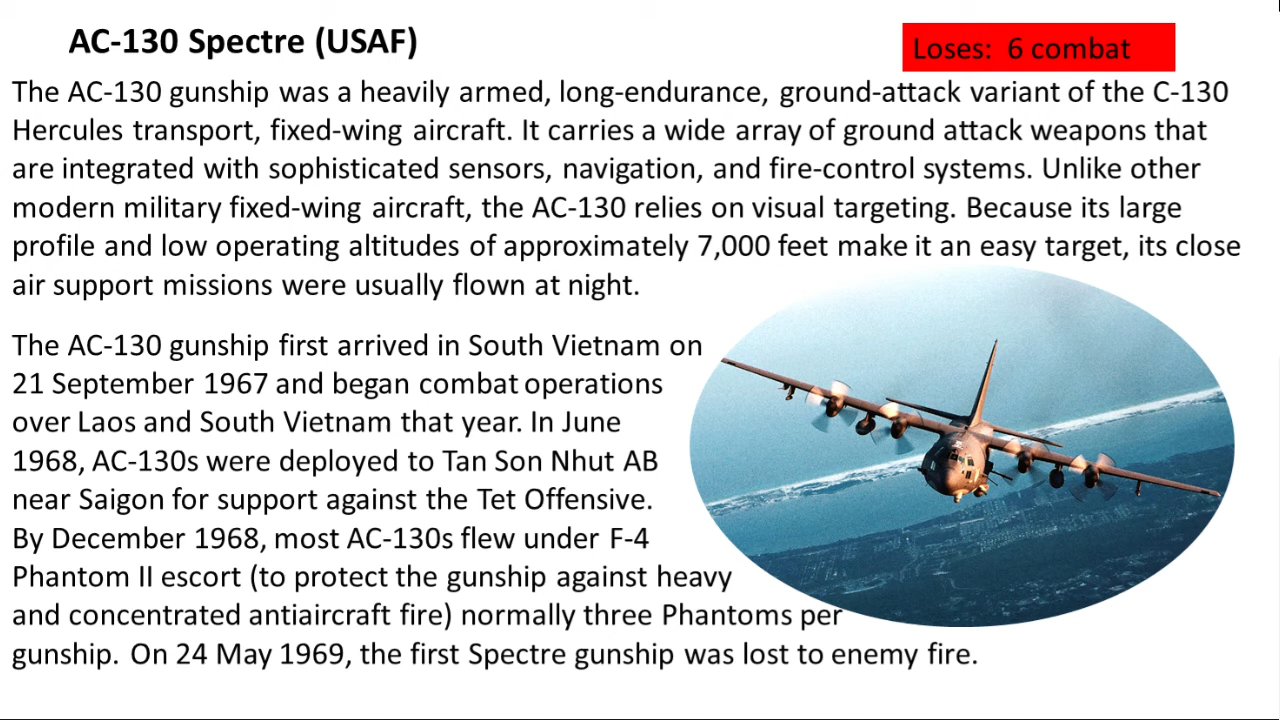 AC-130 Spectre (USAF)
Loses: 6 combat
The AC-130 gunship was a heavily armed, long-endurance, ground-attack variant of the C-130
Hercules transport, fixed-wing aircraft. It carries a wide array of ground attack weapons that
are integrated with sophisticated sensors, navigation, and fire-control systems. Unlike other
modern military fixed-wing aircraft, the AC-130 relies on visual targeting. Because its large
profile and low operating altitudes of approximately 7,000 feet make it an easy target, its close
air support missions were usually flown at night.
The AC-130 gunship first arrived in South Vietnam on
21 September 1967 and began combat operations
over Laos and South Vietnam that year. In June
1968, AC-130s were deployed to Tan Son Nhut AB
near Saigon for support against the Tet Offensive.
By December 1968, most AC-130s flew under F-4
Phantom II escort (to protect the gunship against heavy
and concentrated antiaircraft fire) normally three Phantoms per
gunship. On 24 May 1969, the first Spectre gunship was lost to enemy fire.